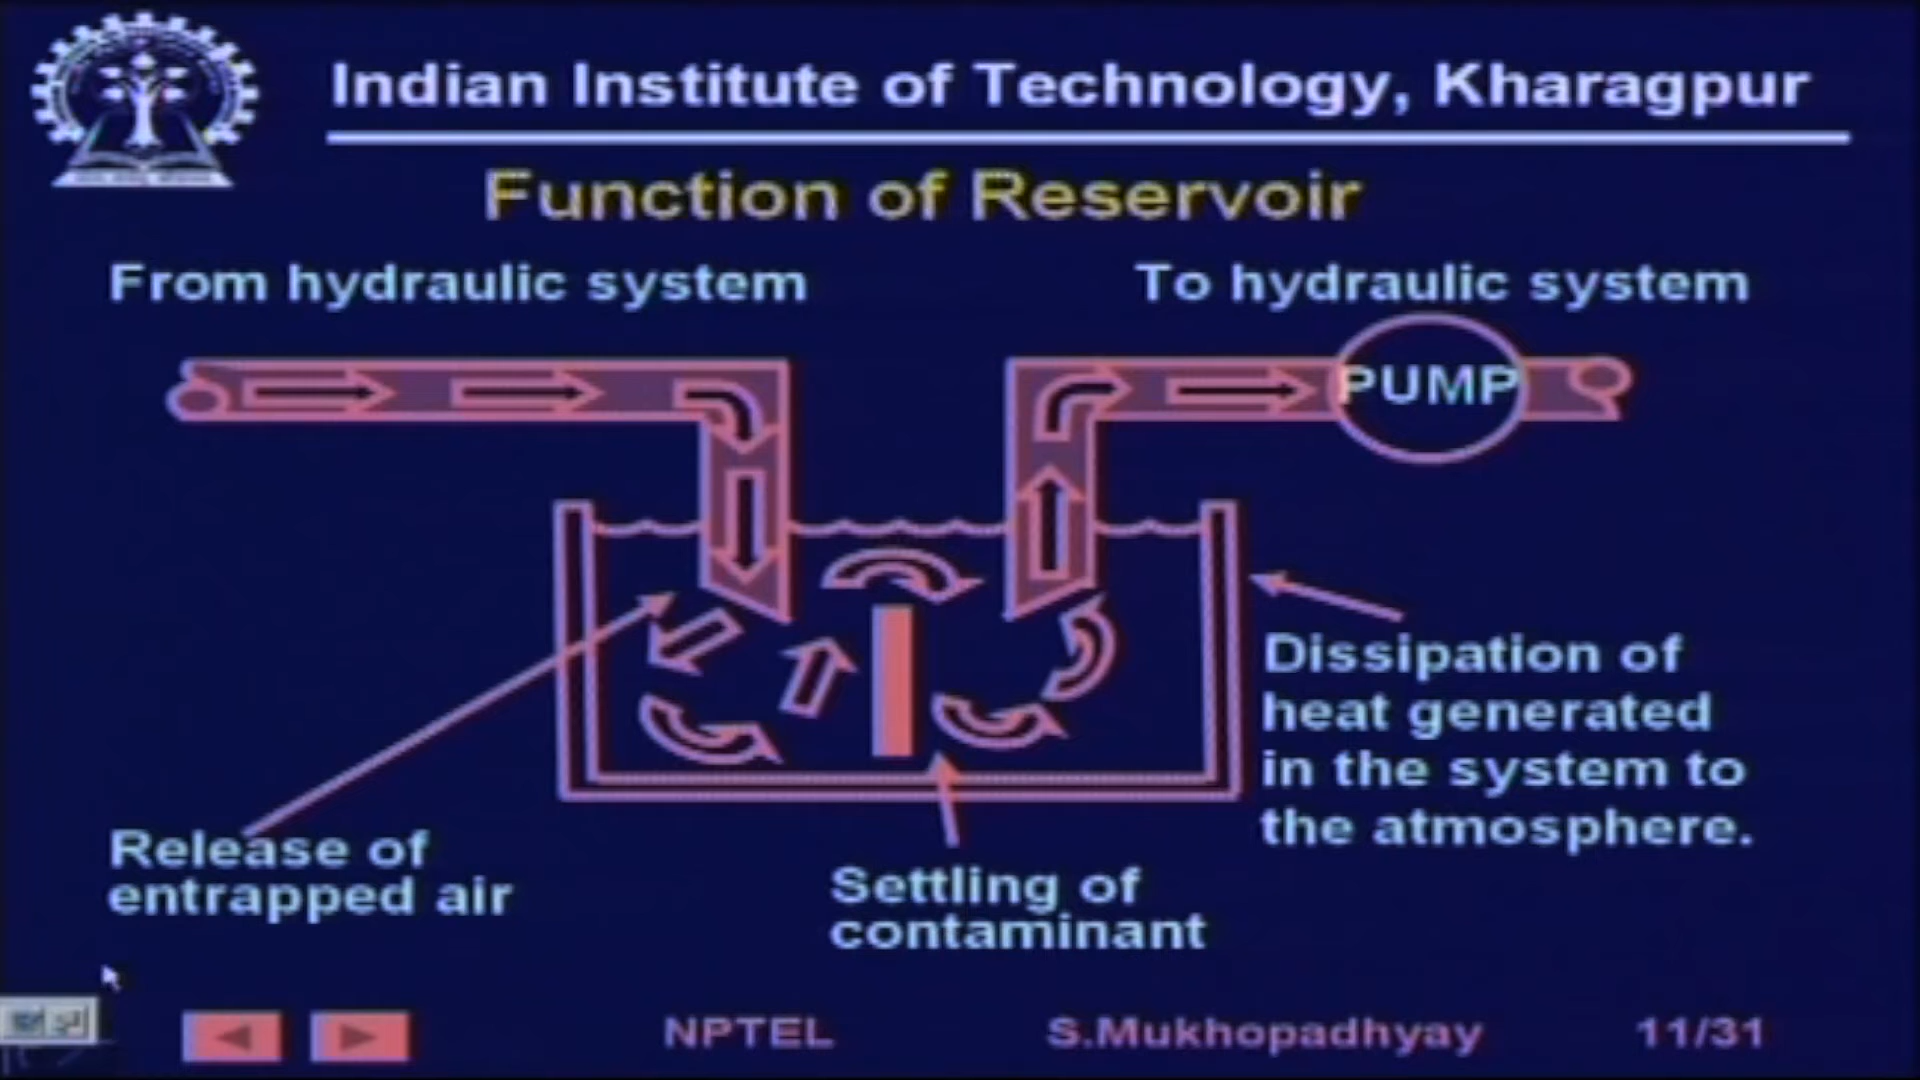 Indian Institute of Technology, Kharagpur
Function of Reservoir
From hydraulic system
To hydraulic system
PUMP
Dissipation of
heat generated
in the system to
the atmosphere.
Release of
entrapped air
Settling of
contaminant
NPTEL
S.Mukhopadhyay
11/31